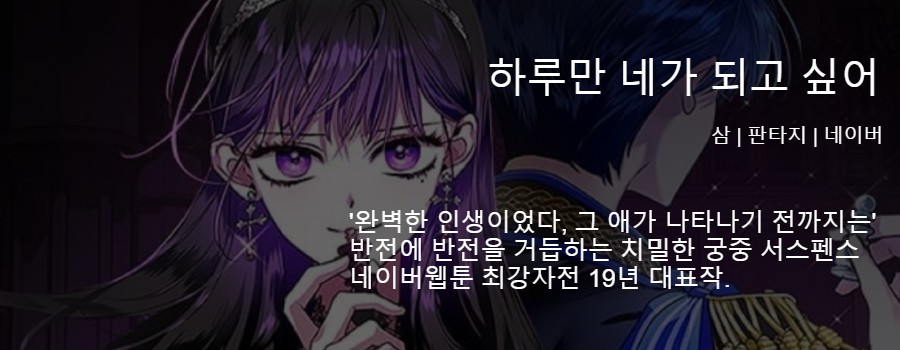 하루만 네가 되고 싶어
삼 | 판타지 | 네이버
'완벽한 인생이었다, 그 애가 나타나기 전까지는'
반전에 반전을 거듭하는 치밀한 궁중 서스펜스
네이버웹툰 최강자전 19년 대표작.